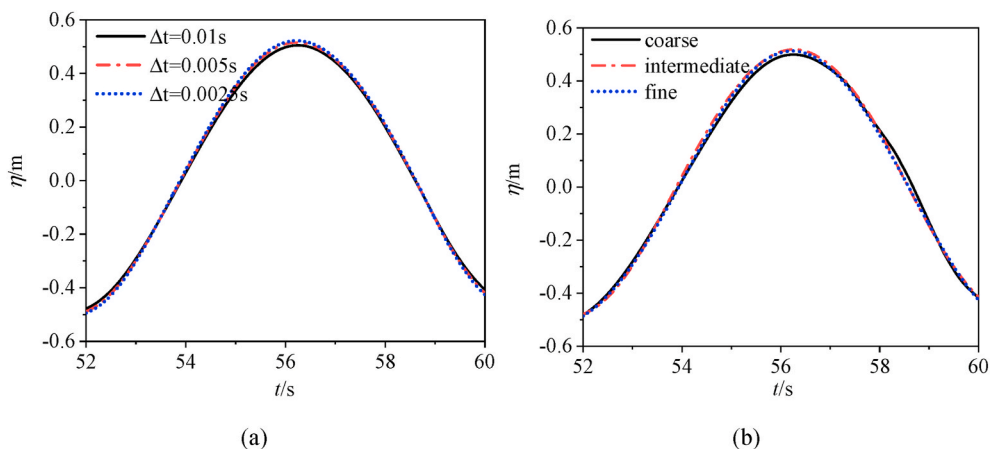 0.6
0.4
0.2
0.0
-0.2
-0.4
-0.6
η/m
Δt=0.01s
Δt=0.005s
Δt=0.0025s
52
54
56
58
60
t/s
(a)
0.6
0.4
0.2
0.0
-0.2
-0.4
-0.6
η/m
coarse
intermediate
fine
52
54
56
58
60
t/s
(b)